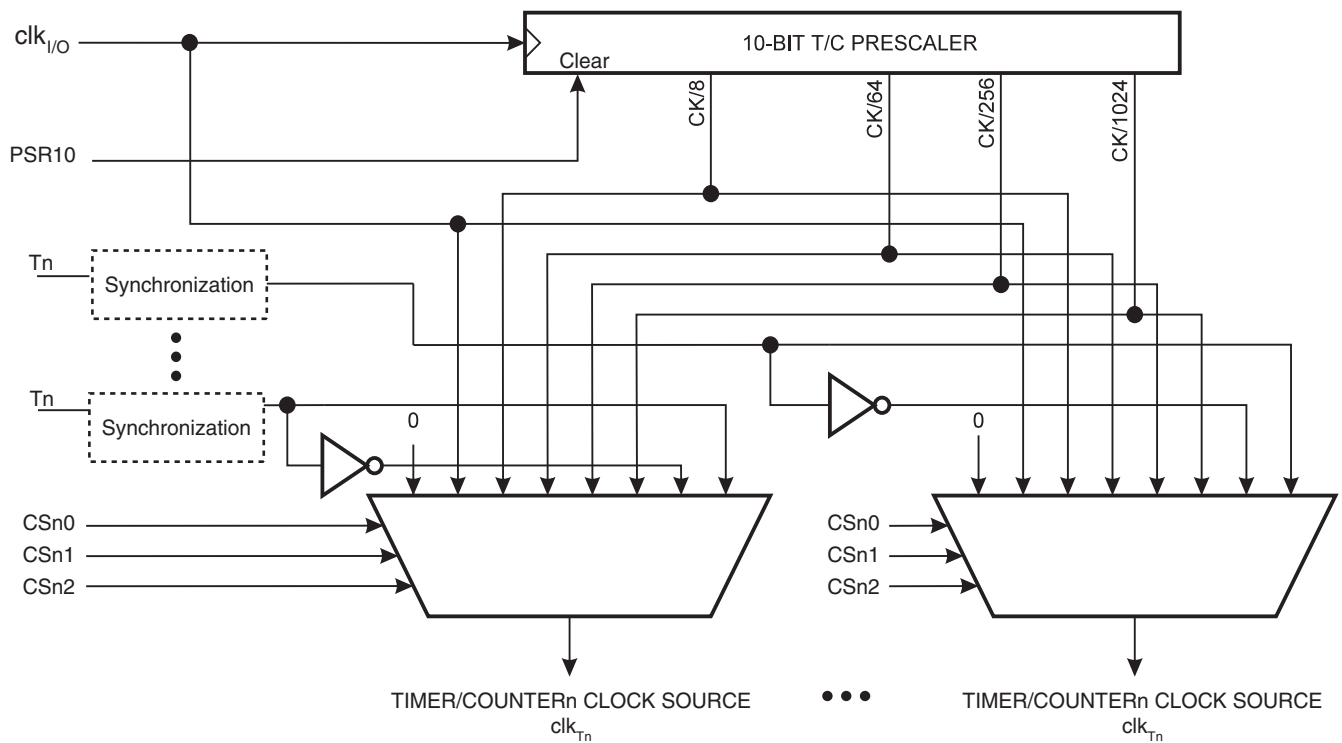 clkI/O
10-BIT T/C PRESCALER
Clear
CK/8
CK/64
CK/256
CK/1024
PSR10
Tn
Synchronization
Tn
Synchronization
0
0
CSn0
CSn1
CSn2
CSn0
CSn1
CSn2
TIMER/COUNTERn CLOCK SOURCE
clkTn
TIMER/COUNTERn CLOCK SOURCE
clkTn